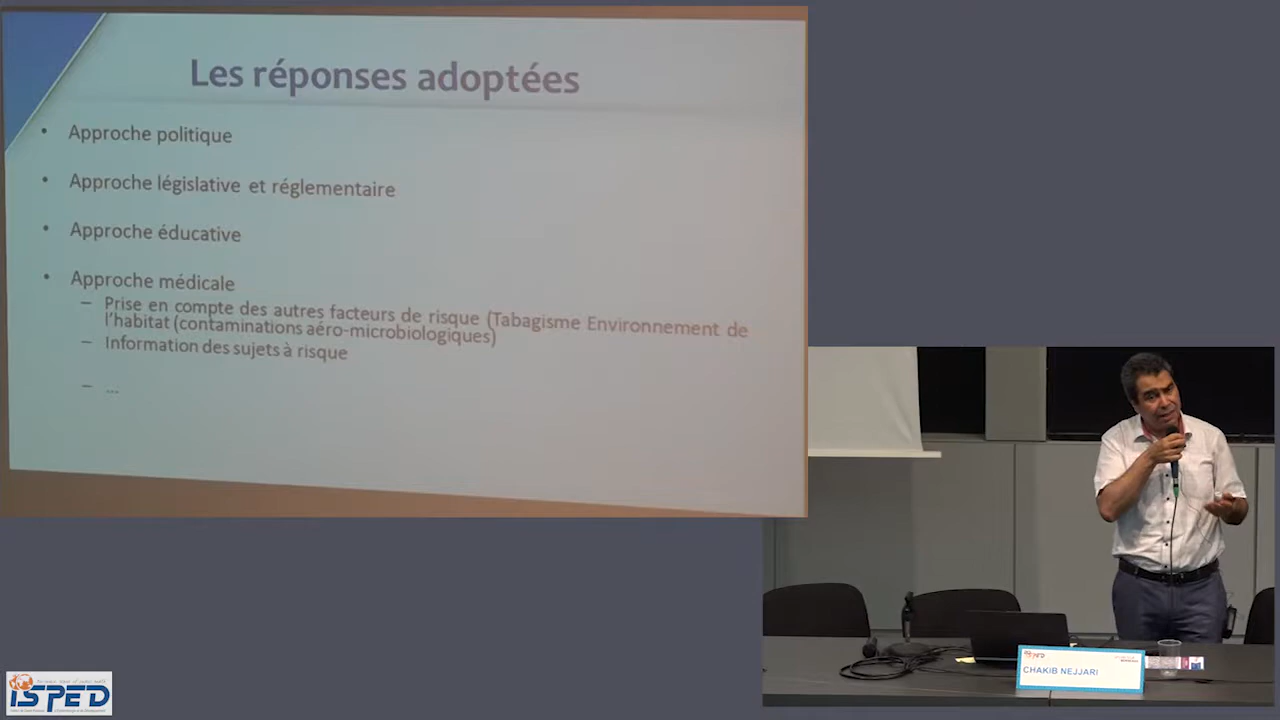 Les réponses adoptées
• Approche politique
• Approche législative et réglementaire
• Approche éducative
• Approche médicale
– Prise en compte des autres facteurs de risque (Tabagisme Environnement de
l'habitat (contaminations aéro-microbiologiques)
– Information des sujets à risque
– ...
CHAKIB NEJJARI
ISPED